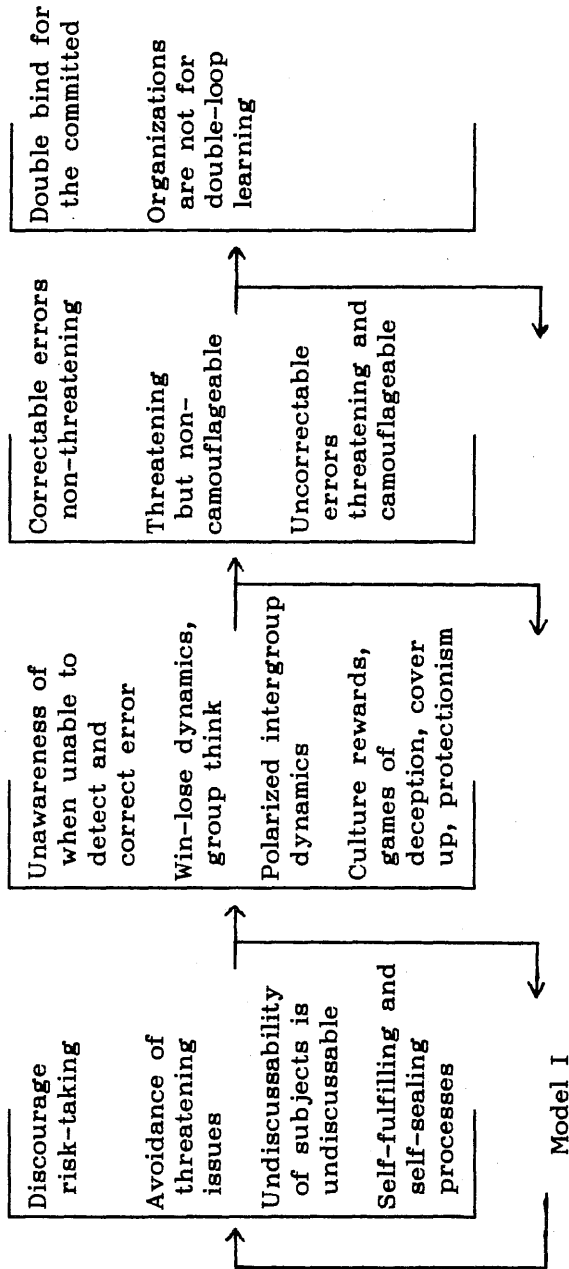 Discourage
risk-taking
Avoidance of
threatening
issues
Undiscussability
of subjects is
undiscussable
Self-fulfilling and
self-sealing
processes
Model I
Unawareness of
when unable to
detect and
correct error
Win-lose dynamics,
group think
Polarized intergroup
dynamics
Culture rewards,
games of
deception, cover
up, protectionism
Correctable errors
non-threatening
Threatening
but non-
camouflageable
Uncorrectable
errors
threatening and
camouflageable
Double bind for
the committed
Organizations
are not for
double-loop
learning